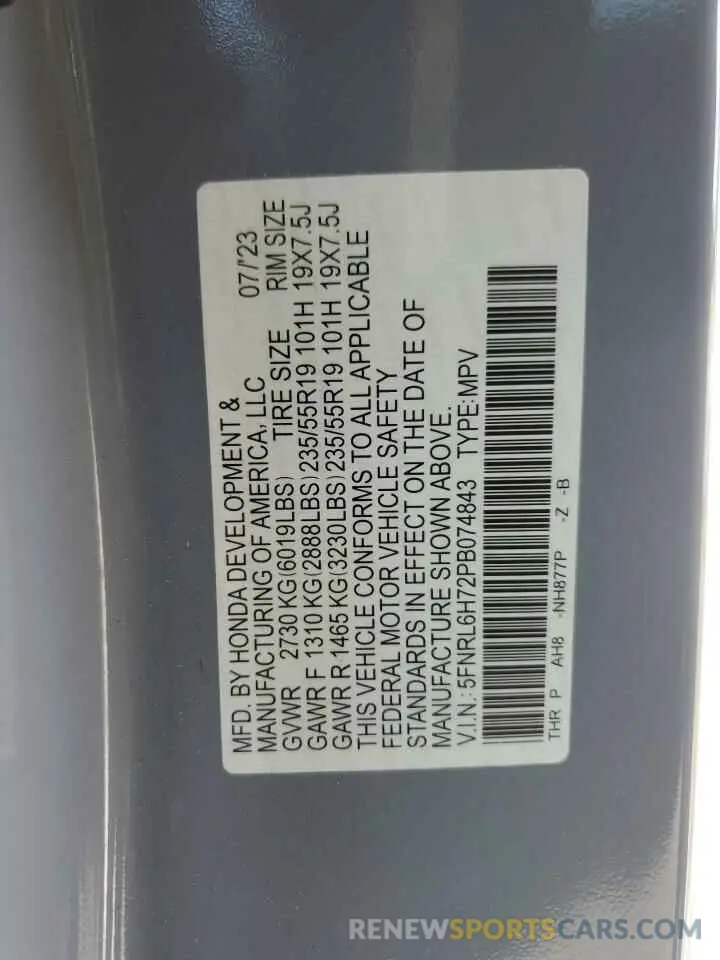 MFD. BY HONDA DEVELOPMENT &
MANUFACTURING OF AMERICA, LLC 07/'23
GVWR 2730 KG(6019LBS) TIRE SIZE RIM SIZE
GAWR F 1310 KG(2888LBS)235/55R19 101H 19X7.5J
GAWR R 1465 KG(3230LBS)235/55R19 101H 19X7.5J
THIS VEHICLE CONFORMS TO ALL APPLICABLE
FEDERAL MOTOR VEHICLE SAFETY
STANDARDS IN EFFECT ON THE DATE OF
MANUFACTURE SHOWN ABOVE.
V.I.N.: 5FNRL6H72PB074843 TYPE:MPV
THR P AH8 -NH877P -Z -B
RENEWSPORTSCARS.COM